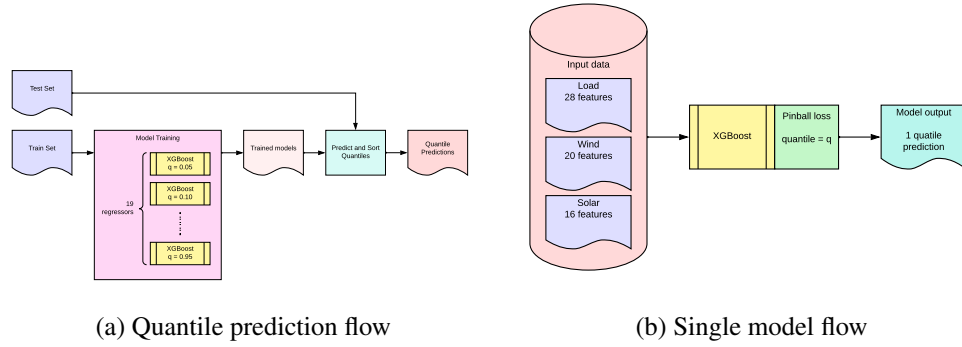 Test Set
Train Set
Model Training
XGBoost
q = 0.05
XGBoost
q = 0.10
19
regressors
XGBoost
q = 0.95
Trained models
Predict and Sort
Quantiles
Quantile
Predictions
(a) Quantile prediction flow
Input data
Load
28 features
Wind
20 features
Solar
16 features
XGBoost
Pinball loss
quantile = q
Model output
1 quatile
prediction
(b) Single model flow